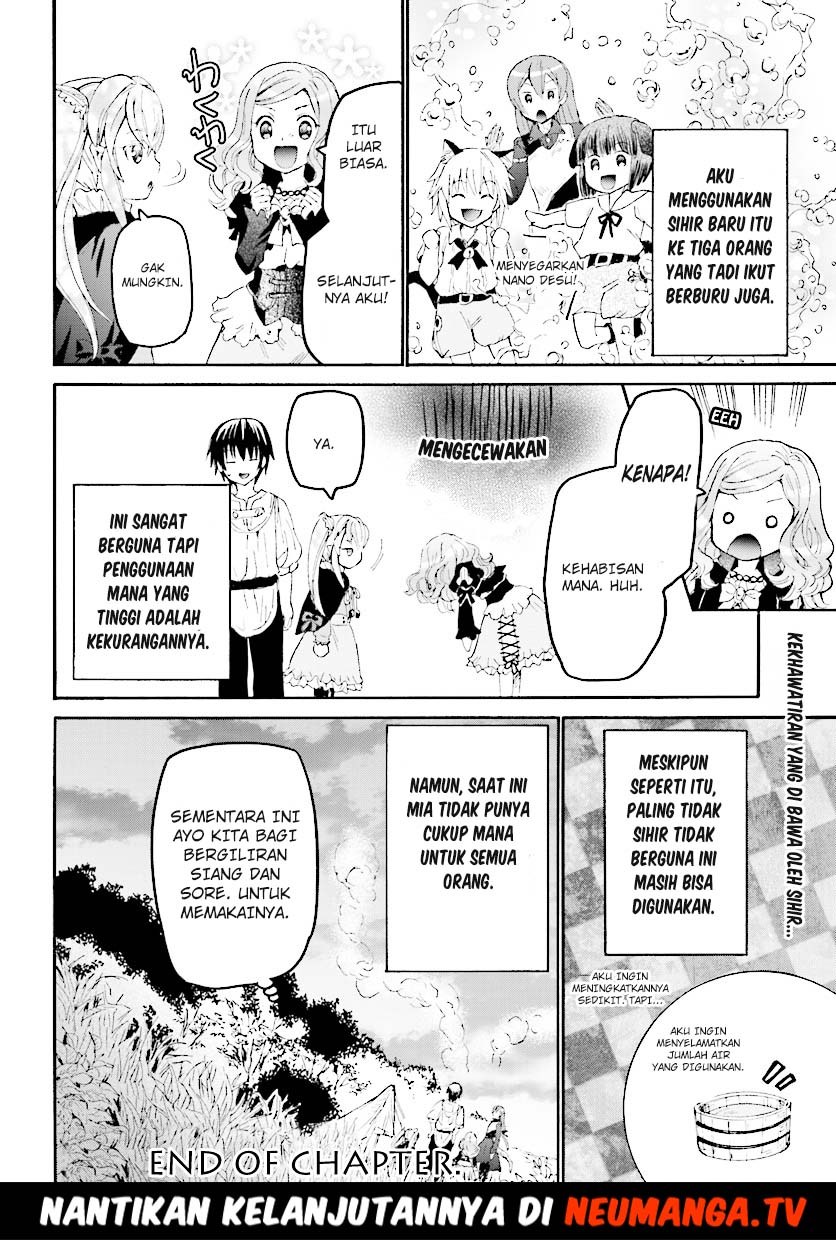 AKU
MENGGUNAKAN
SIHIR BARU ITU
KE TIGA ORANG
YANG TADI IKUT
BERBURU JUGA.
MENYEGARKAN
NANO DESU!
ITU
LUAR
BIASA.
SELANJUT-
NYA AKU!
わくわく
GAK
MUNGKIN.
EEH
KENAPA!
KEHABISAN
MANA. HUH.
MENGECEWAKAN
YA.
INI SANGAT
BERGUNA TAPI
PENGGUNAAN
MANA YANG
TINGGI ADALAH
KEKURANGANNYA.
KEKHAWATIRAN YANG DI BAWA OLEH SIHIR...
MESKIPUN
SEPERTI ITU,
PALING TIDAK
SIHIR TIDAK
BERGUNA INI
MASIH BISA
DIGUNAKAN.
AKU INGIN
MENINGKATKANNYA
SEDIKIT. TAPI...
AKU INGIN
MENYELAMATKAN
JUMLAH AIR
YANG DIGUNAKAN.
NAMUN, SAAT INI
MIA TIDAK PUNYA
CUKUP MANA
UNTUK SEMUA
ORANG.
SEMENTARA INI
AYO KITA BAGI
BERGILIRAN
SIANG DAN
SORE. UNTUK
MEMAKAINYA.
END OF CHAPTER.
NANTIKAN KELANJUTANNYA DI NEUMANGA.TV